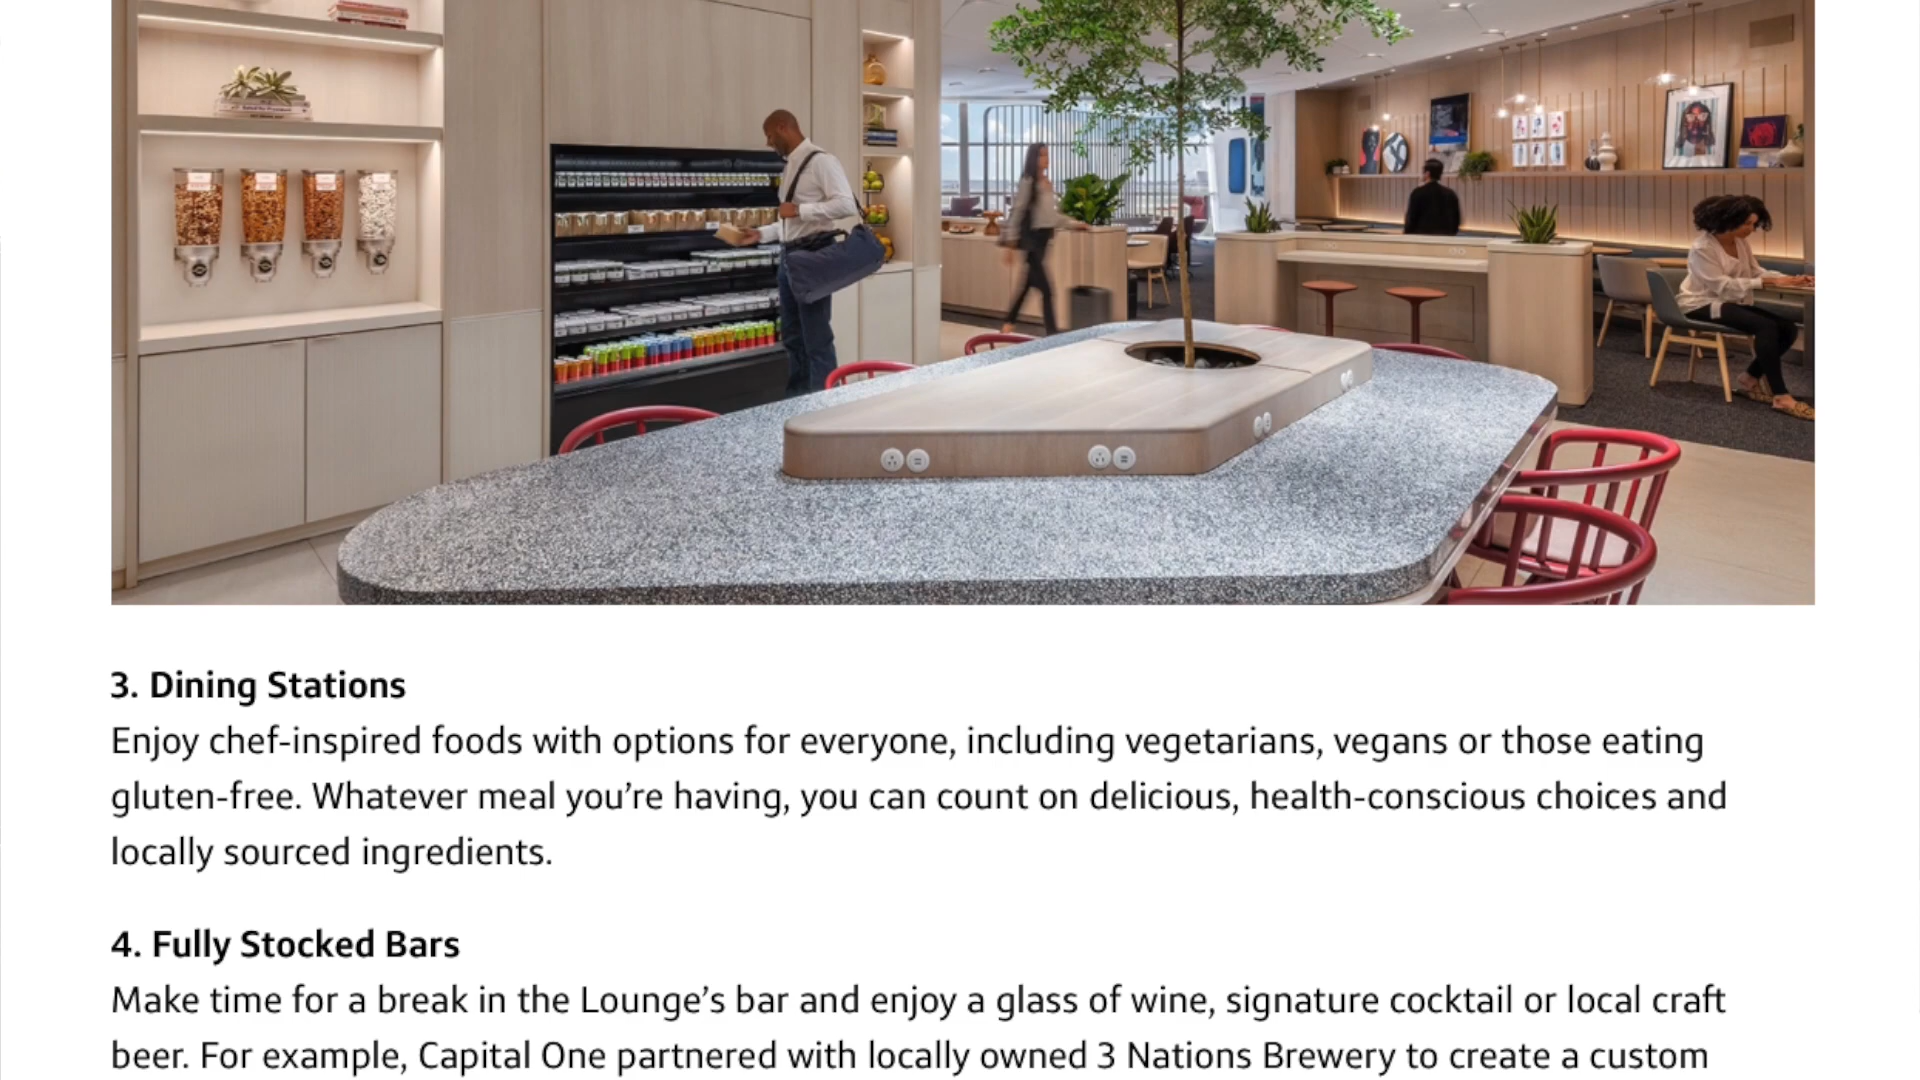 3. Dining Stations
Enjoy chef-inspired foods with options for everyone, including vegetarians, vegans or those eating
gluten-free. Whatever meal you’re having, you can count on delicious, health-conscious choices and
locally sourced ingredients.
4. Fully Stocked Bars
Make time for a break in the Lounge’s bar and enjoy a glass of wine, signature cocktail or local craft
beer. For example, Capital One partnered with locally owned 3 Nations Brewery to create a custom